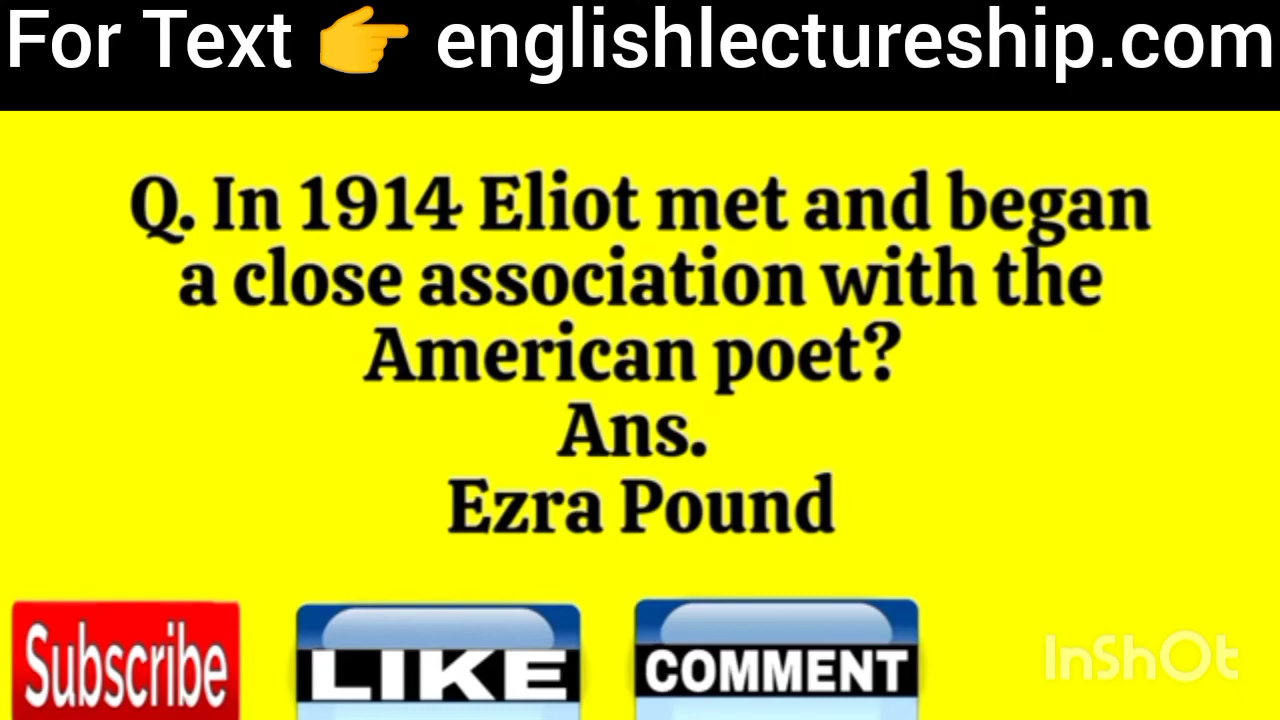 For Text 👉 englishlectureship.com
Q. In 1914 Eliot met and began
a close association with the
American poet?
Ans.
Ezra Pound
Subscribe
LIKE
COMMENT
InShOt